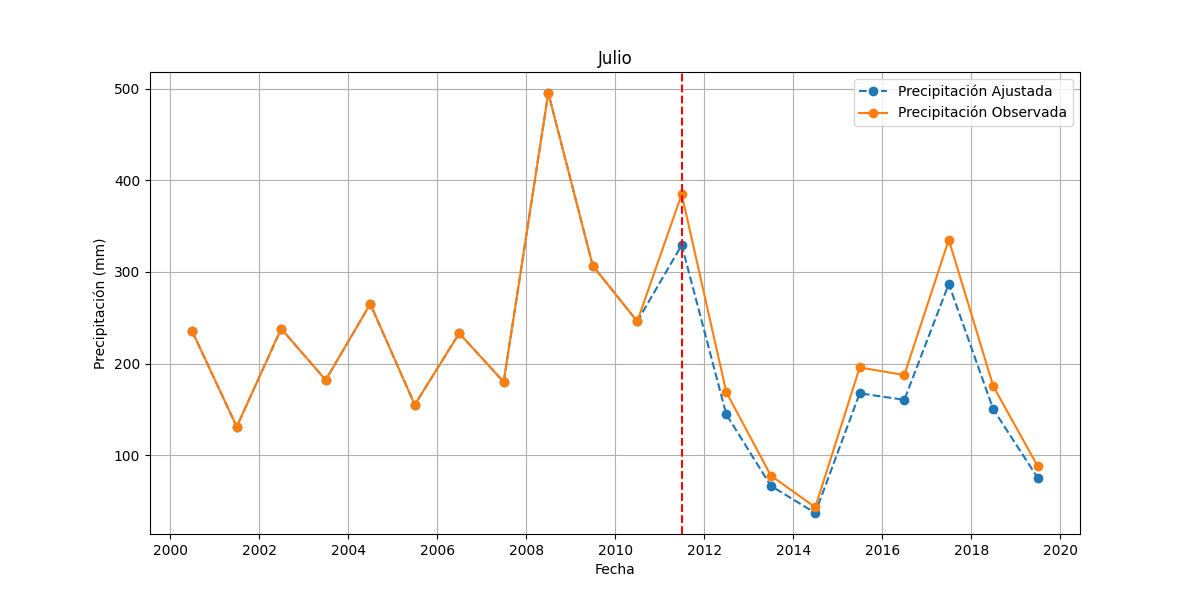 Julio
Precipitación Ajustada
Precipitación Observada
500
400
300
200
100
Precipitación (mm)
2000 2002 2004 2006 2008 2010 2012 2014 2016 2018 2020
Fecha